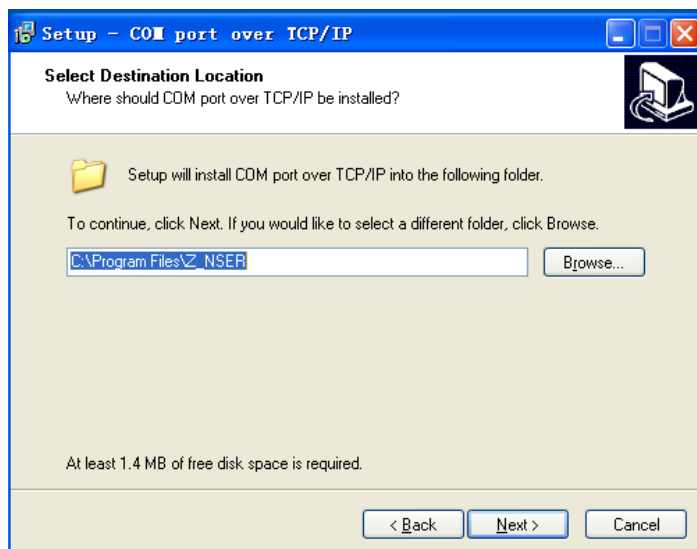 Setup - COM port over TCP/IP
Select Destination Location
Where should COM port over TCP/IP be installed?
Setup will install COM port over TCP/IP into the following folder.
To continue, click Next. If you would like to select a different folder, click Browse.
C:\Program Files\Z_NSER
Browse...
At least 1.4 MB of free disk space is required.
< Back
Next >
Cancel